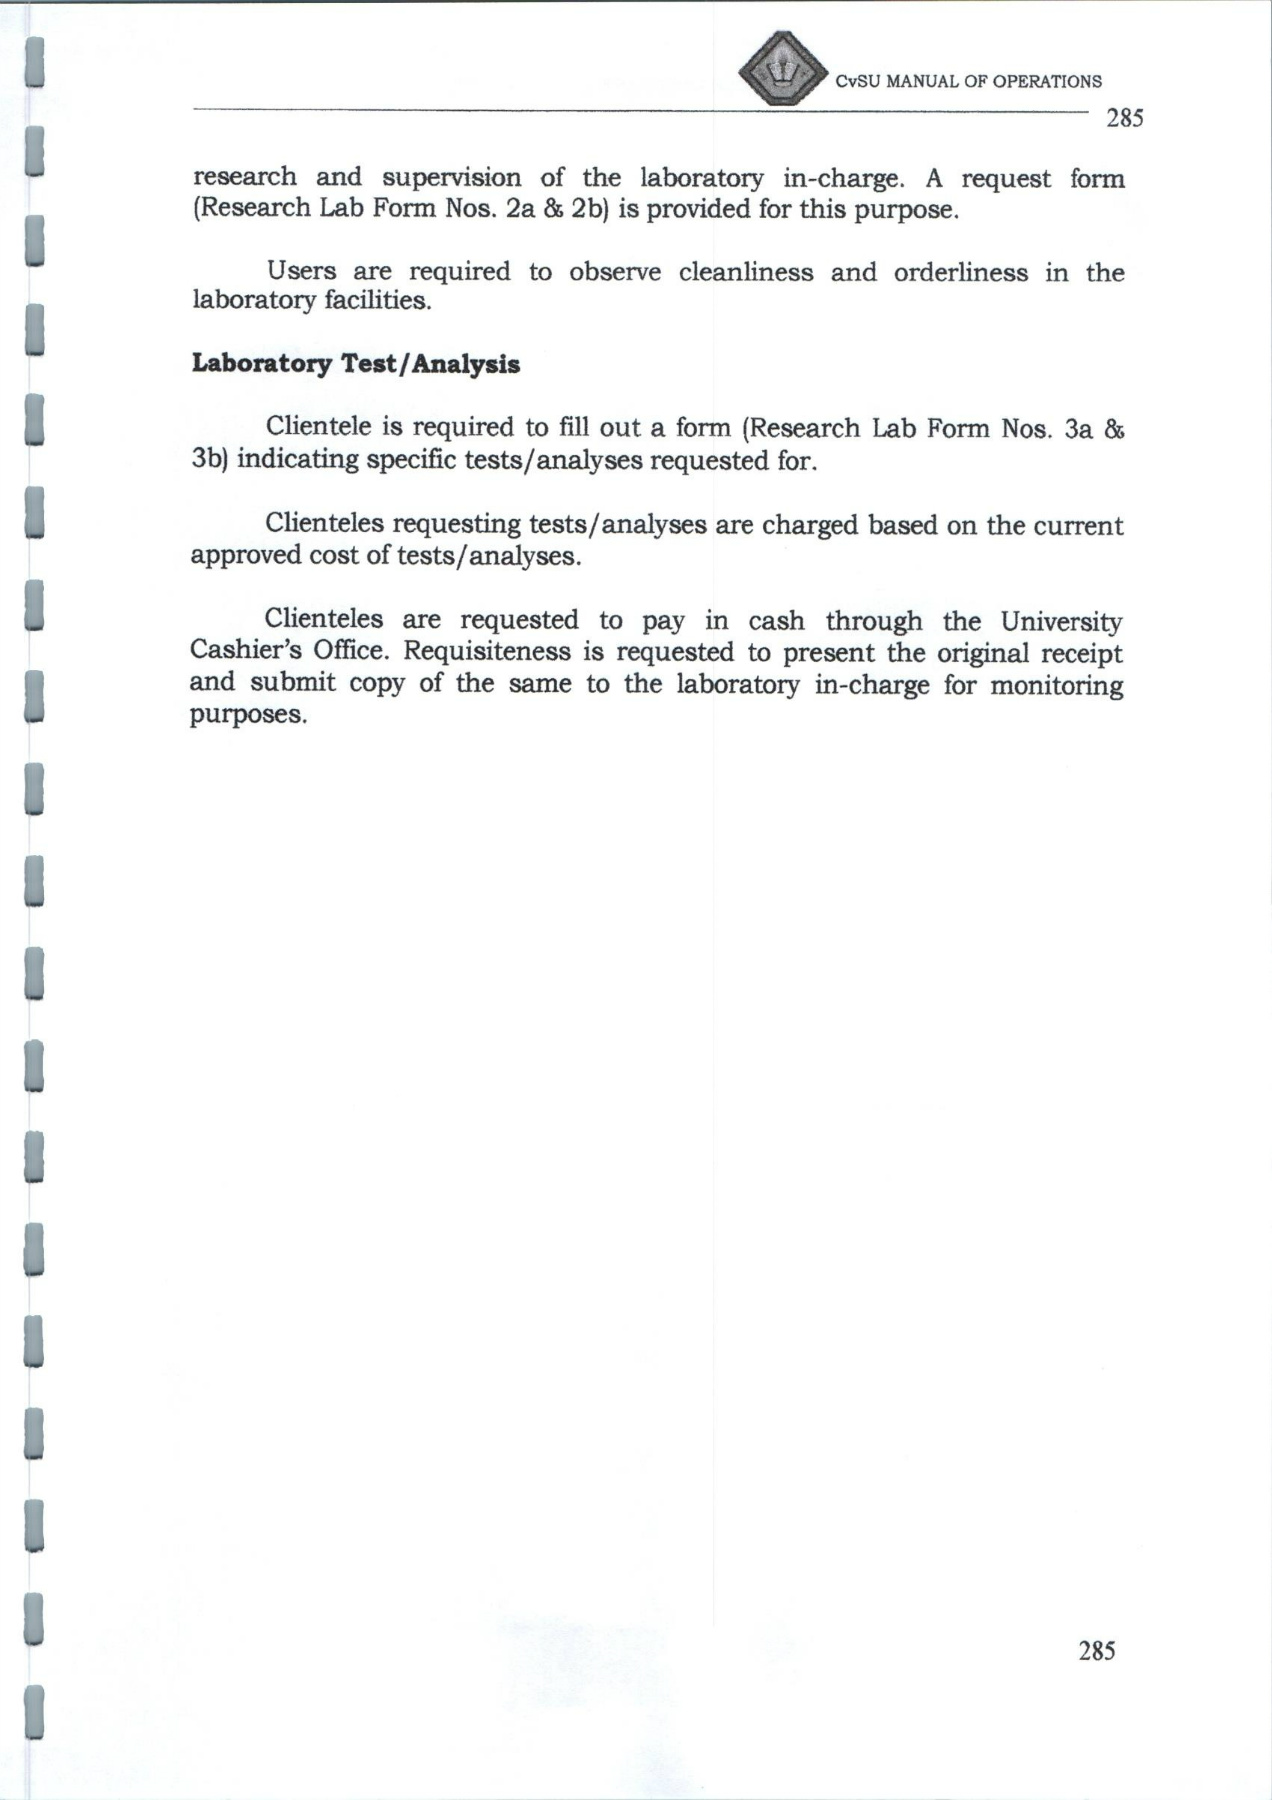 CvSU MANUAL OF OPERATIONS
285
research and supervision of the laboratory in-charge. A request form
(Research Lab Form Nos. 2a & 2b) is provided for this purpose.
Users are required to observe cleanliness and orderliness in the
laboratory facilities.
Laboratory Test/Analysis
Clientele is required to fill out a form (Research Lab Form Nos. 3a &
3b) indicating specific tests/analyses requested for.
Clienteles requesting tests/analyses are charged based on the current
approved cost of tests/analyses.
Clienteles are requested to pay in cash through the University
Cashier's Office. Requisiteness is requested to present the original receipt
and submit copy of the same to the laboratory in-charge for monitoring
purposes.
285